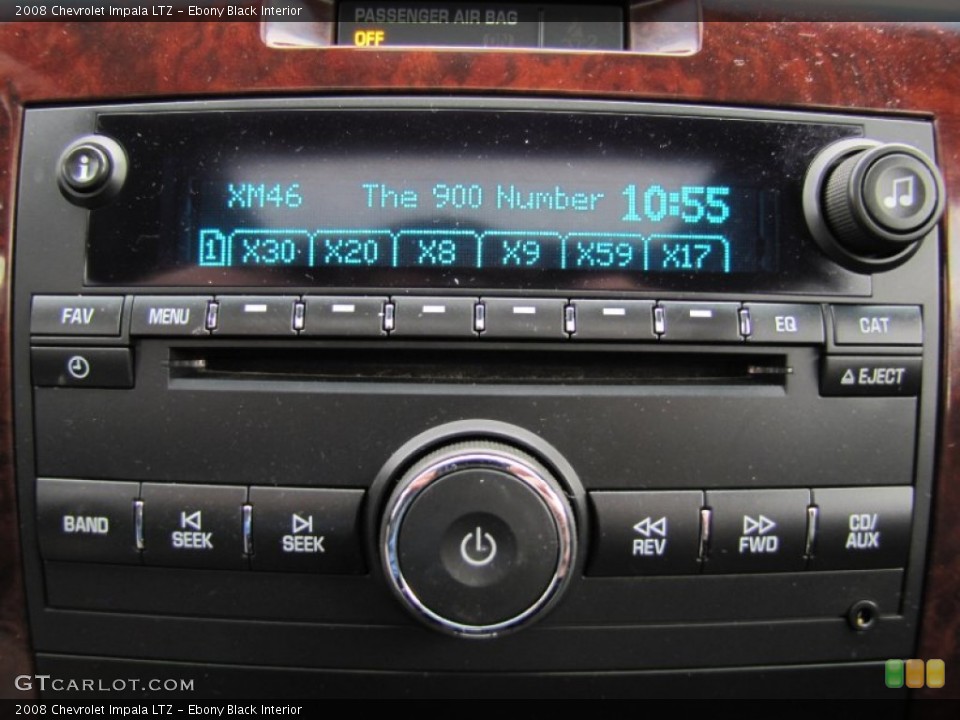 2008 Chevrolet Impala LTZ - Ebony Black Interior
PASSENGER AIR BAG
OFF
XM46 The 900 Number 10:55
1 X30 X20 X8 X9 X59 X17
FAV MENU EQ CAT
EJECT
BAND SEEK SEEK REV FWD CD/
AUX
GTCARLOT.COM
2008 Chevrolet Impala LTZ - Ebony Black Interior